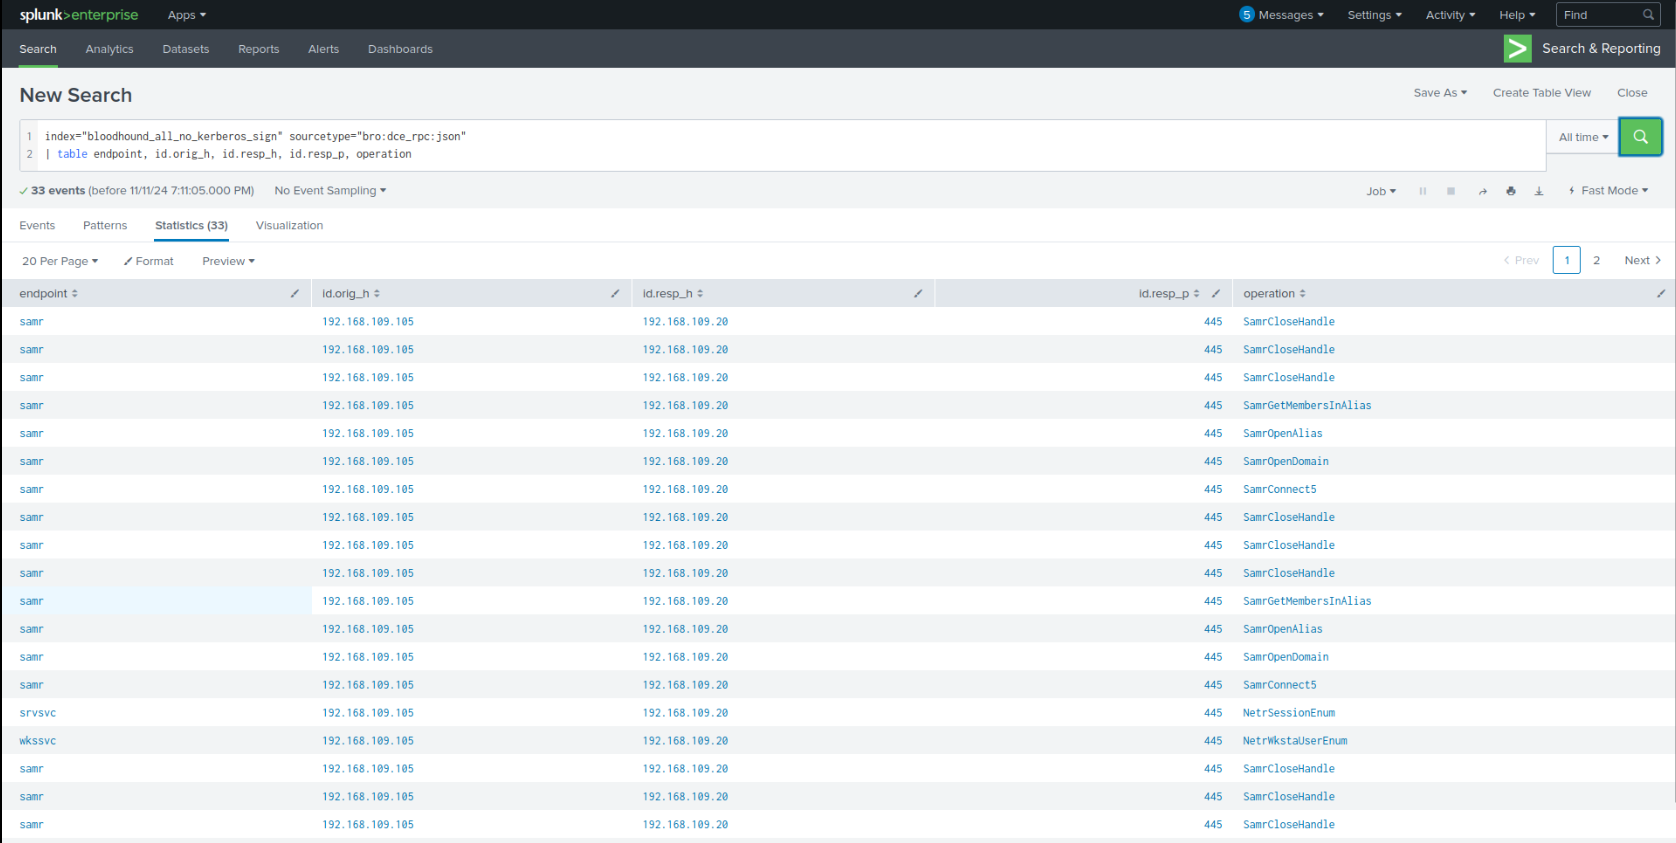 splunk>enterprise Apps 5 Messages Settings Activity Help Find
Search Analytics Datasets Reports Alerts Dashboards Search & Reporting
New Search Save As Create Table View Close
1 index="bloodhound_all_no_kerberos_sign" sourcetype="bro:dce_rpc:json" All time
2 | table endpoint, id.orig_h, id.resp_h, id.resp_p, operation
33 events (before 11/11/24 7:11:05.000 PM) No Event Sampling Job Fast Mode
Events Patterns Statistics (33) Visualization
20 Per Page Format Preview Prev 1 2 Next
endpoint id.orig_h id.resp_h id.resp_p operation
samr 192.168.109.105 192.168.109.20 445 SamrCloseHandle
samr 192.168.109.105 192.168.109.20 445 SamrCloseHandle
samr 192.168.109.105 192.168.109.20 445 SamrCloseHandle
samr 192.168.109.105 192.168.109.20 445 SamrGetMembersInAlias
samr 192.168.109.105 192.168.109.20 445 SamrOpenAlias
samr 192.168.109.105 192.168.109.20 445 SamrOpenDomain
samr 192.168.109.105 192.168.109.20 445 SamrConnect5
samr 192.168.109.105 192.168.109.20 445 SamrCloseHandle
samr 192.168.109.105 192.168.109.20 445 SamrCloseHandle
samr 192.168.109.105 192.168.109.20 445 SamrCloseHandle
samr 192.168.109.105 192.168.109.20 445 SamrGetMembersInAlias
samr 192.168.109.105 192.168.109.20 445 SamrOpenAlias
samr 192.168.109.105 192.168.109.20 445 SamrOpenDomain
samr 192.168.109.105 192.168.109.20 445 SamrConnect5
srvsvc 192.168.109.105 192.168.109.20 445 NetrSessionEnum
wkssvc 192.168.109.105 192.168.109.20 445 NetrWkstaUserEnum
samr 192.168.109.105 192.168.109.20 445 SamrCloseHandle
samr 192.168.109.105 192.168.109.20 445 SamrCloseHandle
samr 192.168.109.105 192.168.109.20 445 SamrCloseHandle